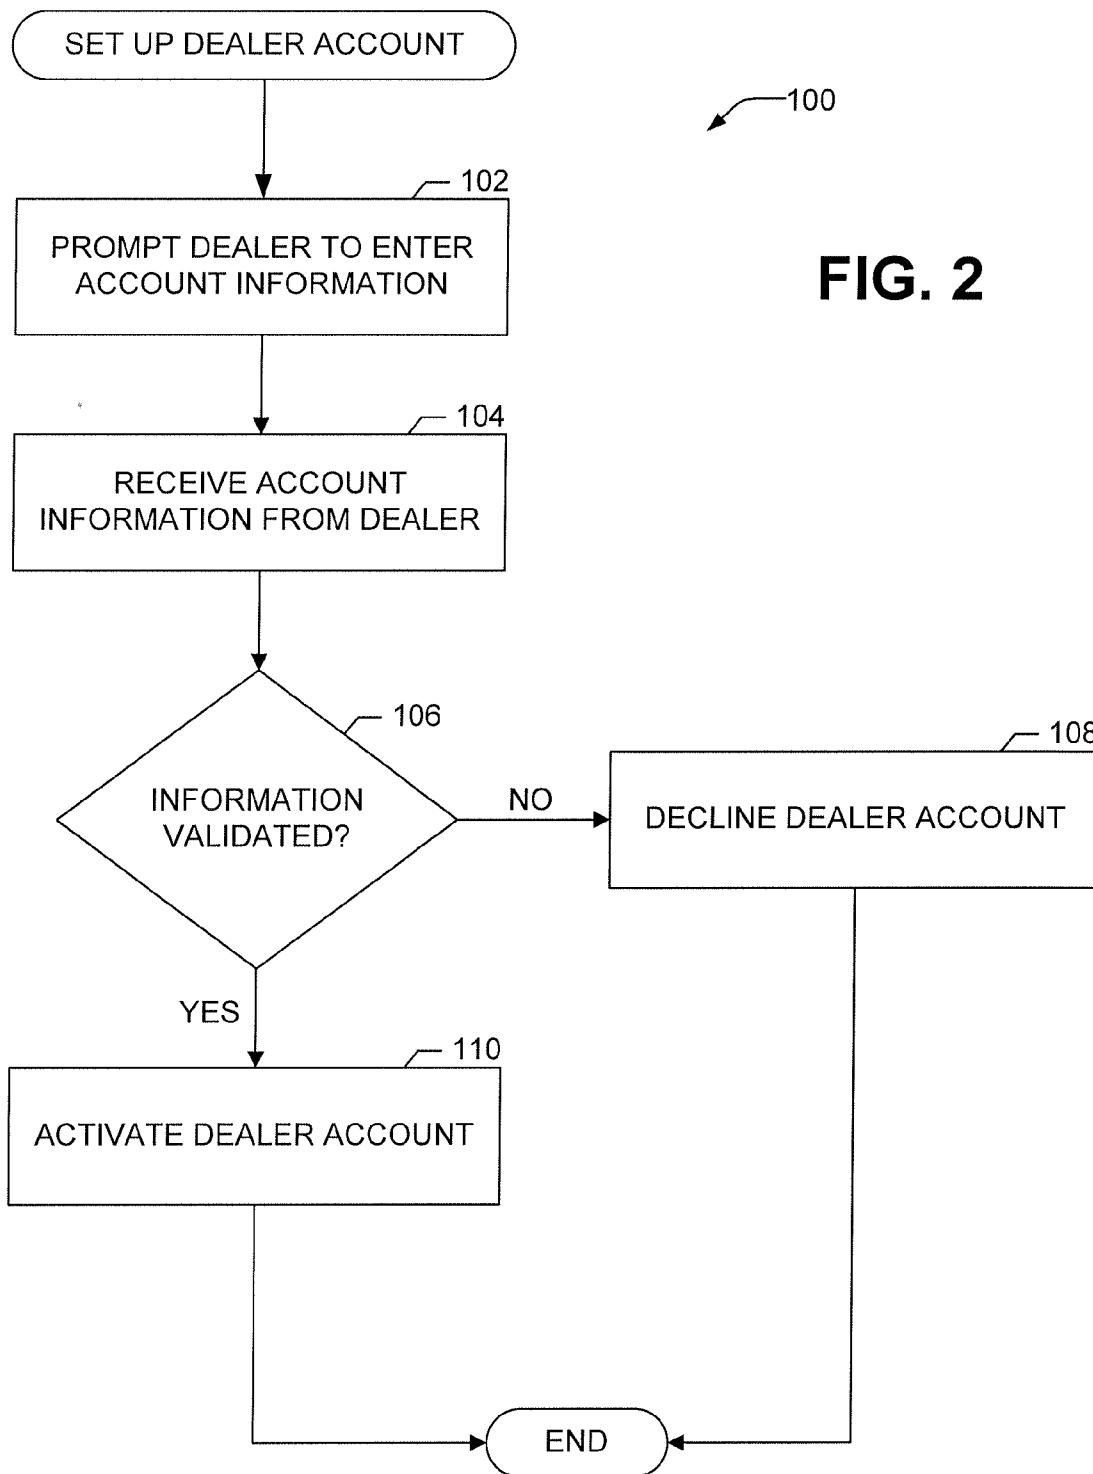 SET UP DEALER ACCOUNT
100
102
PROMPT DEALER TO ENTER
ACCOUNT INFORMATION
FIG. 2
104
RECEIVE ACCOUNT
INFORMATION FROM DEALER
106
INFORMATION
VALIDATED?
NO
108
DECLINE DEALER ACCOUNT
YES
110
ACTIVATE DEALER ACCOUNT
END